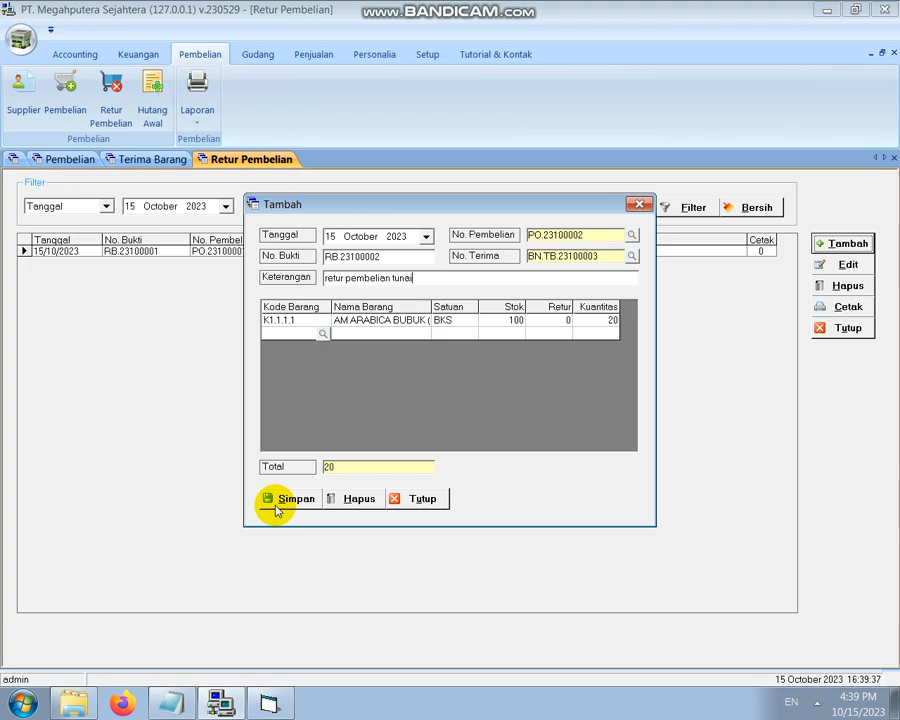 PT. Megahputera Sejahtera (127.0.0.1) v.230529 - [Retur Pembelian]
www.BANDICAM.com
Accounting Keuangan Pembelian Gudang Penjualan Personalia Setup Tutorial & Kontak
Supplier Pembelian Retur Pembelian Hutang Awal Laporan
Pembelian Pembelian
Pembelian Terima Barang Retur Pembelian
Filter
Tanggal 15 October 2023 Filter Bersih
Tanggal No. Bukti No. Pembel Cetak
15/10/2023 RB.23100001 PO.23100 0
Tambah
Edit
Hapus
Cetak
Tutup
Tambah
Tanggal 15 October 2023 No. Pembelian PO.23100002
No. Bukti RB.23100002 No. Terima BN.TB.23100003
Keterangan retur pembelian tunai
Kode Barang Nama Barang Satuan Stok Retur Kuantitas
K1.1.1.1 AM ARABICA BUBUK ( BKS 100 0 20
Total 20
Simpan Hapus Tutup
admin 15 October 2023 16:39:37
EN 4:39 PM
10/15/2023